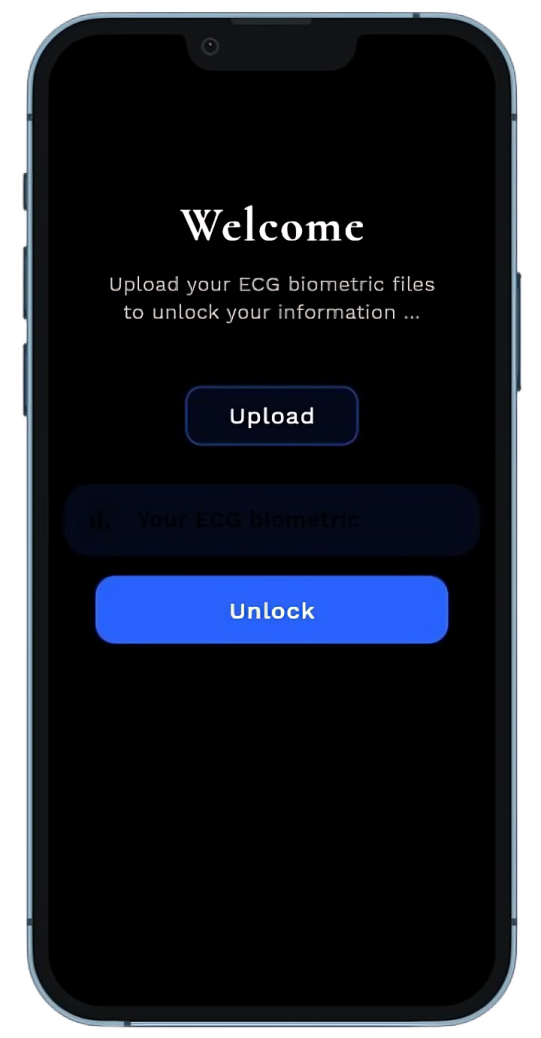 Welcome
Upload your ECG biometric files
to unlock your information ...
Upload
Your ECG biometric
Unlock